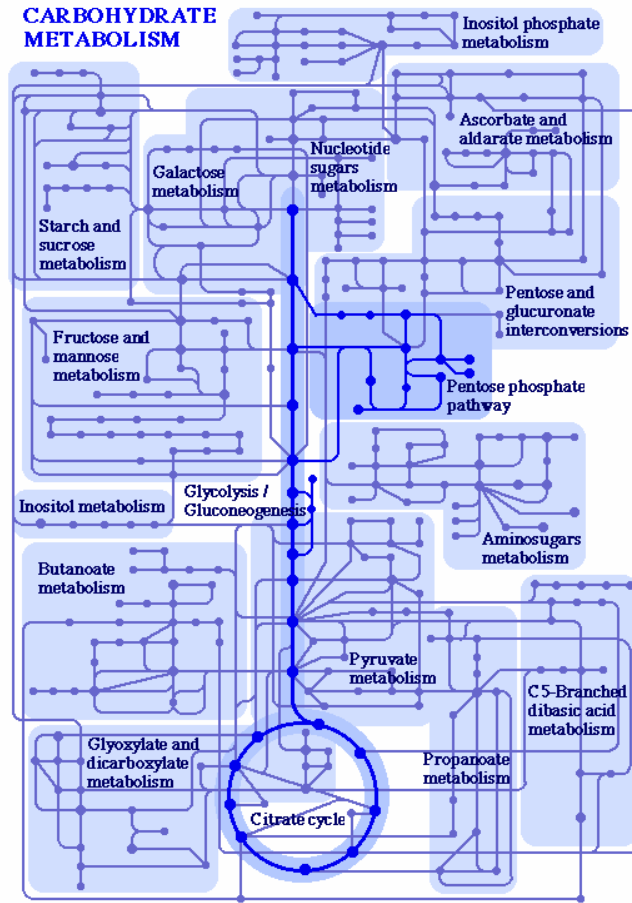 CARBOHYDRATE
METABOLISM
Inositol phosphate
metabolism
Ascorbate and
aldarate metabolism
Nucleotide
sugars
metabolism
Galactose
metabolism
Starch and
sucrose
metabolism
Pentose and
glucuronate
interconversions
Fructose and
mannose
metabolism
Pentose phosphate
pathway
Glycolysis /
Gluconeogenesis
Inositol metabolism
Aminosugars
metabolism
Butanoate
metabolism
Pyruvate
metabolism
C5-Branched
dibasic acid
metabolism
Glyoxylate and
dicarboxylate
metabolism
Propanoate
metabolism
Citrate cycle